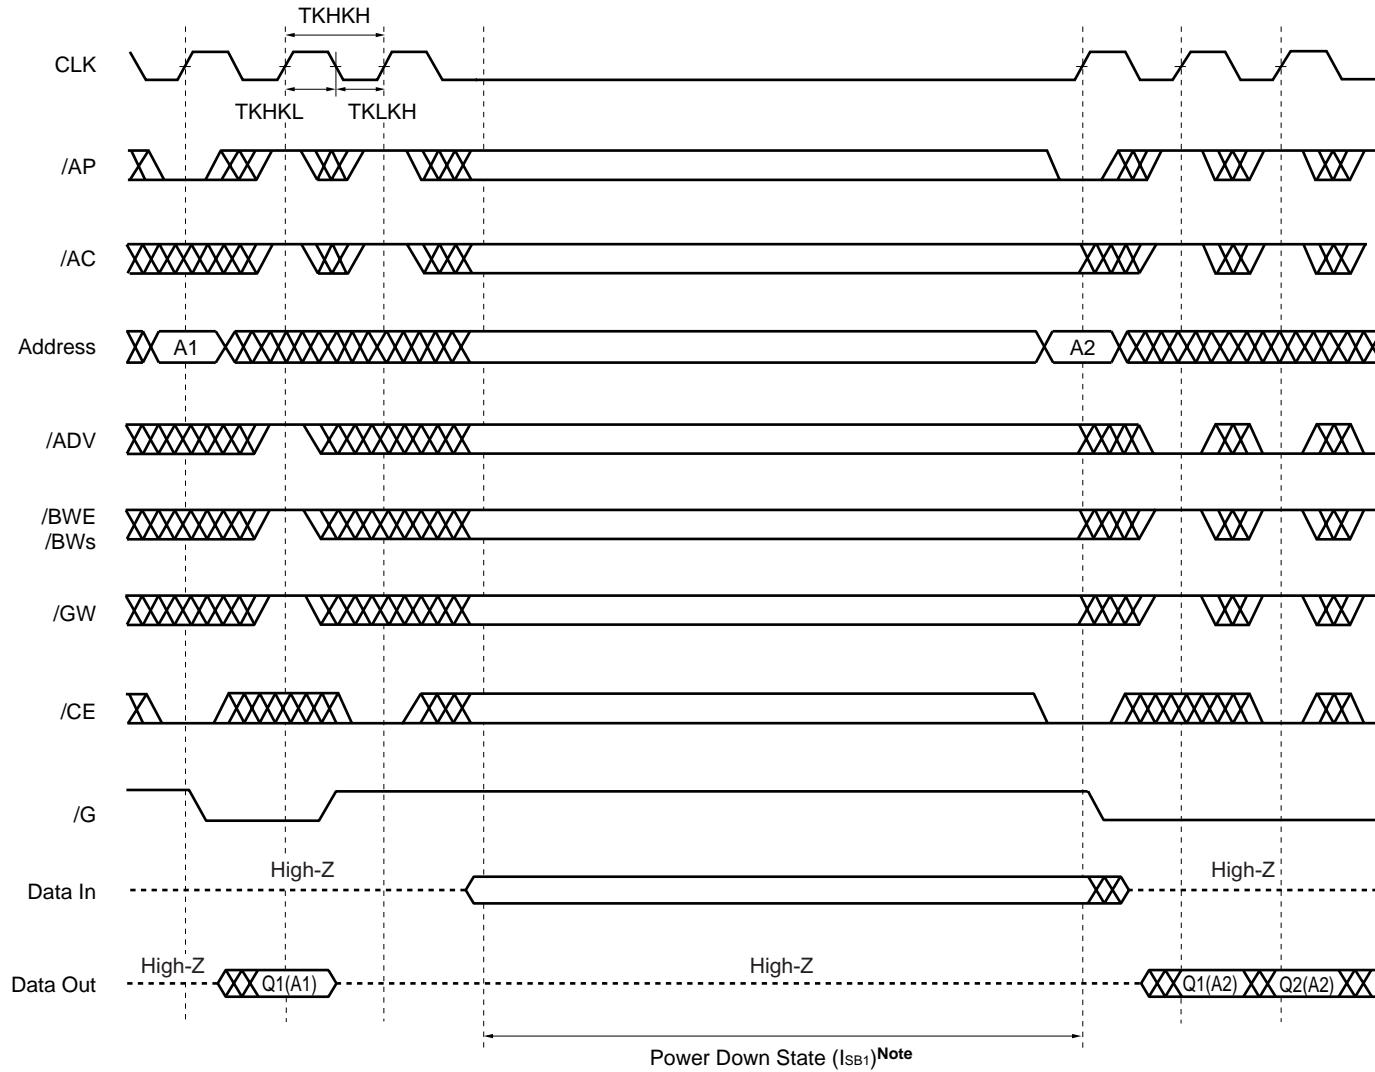 TKHKH
CLK
TKHKL TKLKH
/AP
/AC
Address A1 A2
/ADV
/BWE
/BWs
/GW
/CE
/G
High-Z High-Z
Data In
High-Z High-Z
Data Out Q1(A1) Q1(A2) Q2(A2)
Power Down State (ISB1)Note